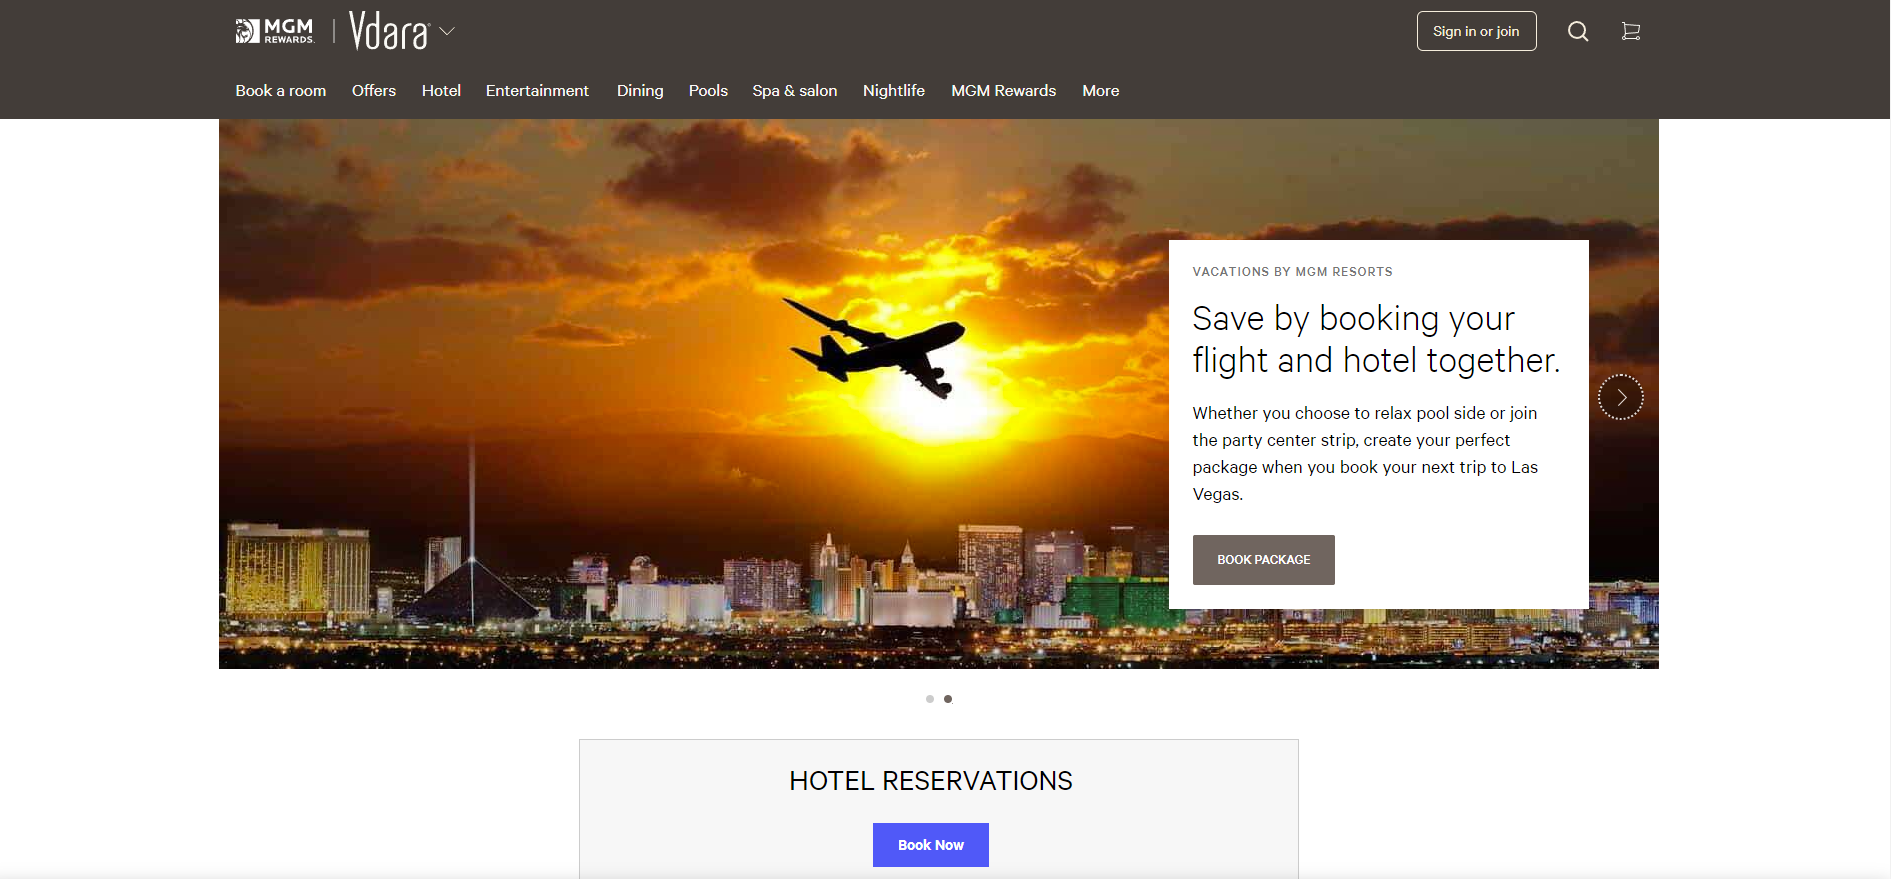 MGM REWARDS
Vdara
Sign in or join
Book a room Offers Hotel Entertainment Dining Pools Spa & salon Nightlife MGM Rewards More
VACATIONS BY MGM RESORTS
Save by booking your
flight and hotel together.
Whether you choose to relax pool side or join
the party center strip, create your perfect
package when you book your next trip to Las
Vegas.
BOOK PACKAGE
HOTEL RESERVATIONS
Book Now